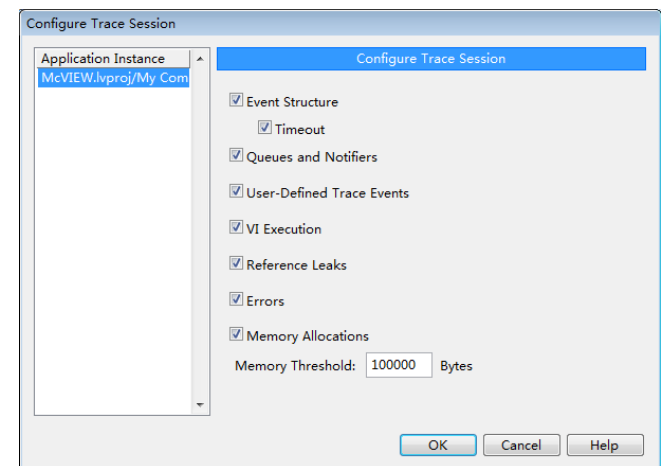 Configure Trace Session
Application Instance
McVIEW.lvproj/My Com
Configure Trace Session
Event Structure
Timeout
Queues and Notifiers
User-Defined Trace Events
VI Execution
Reference Leaks
Errors
Memory Allocations
Memory Threshold: 100000 Bytes
OK Cancel Help